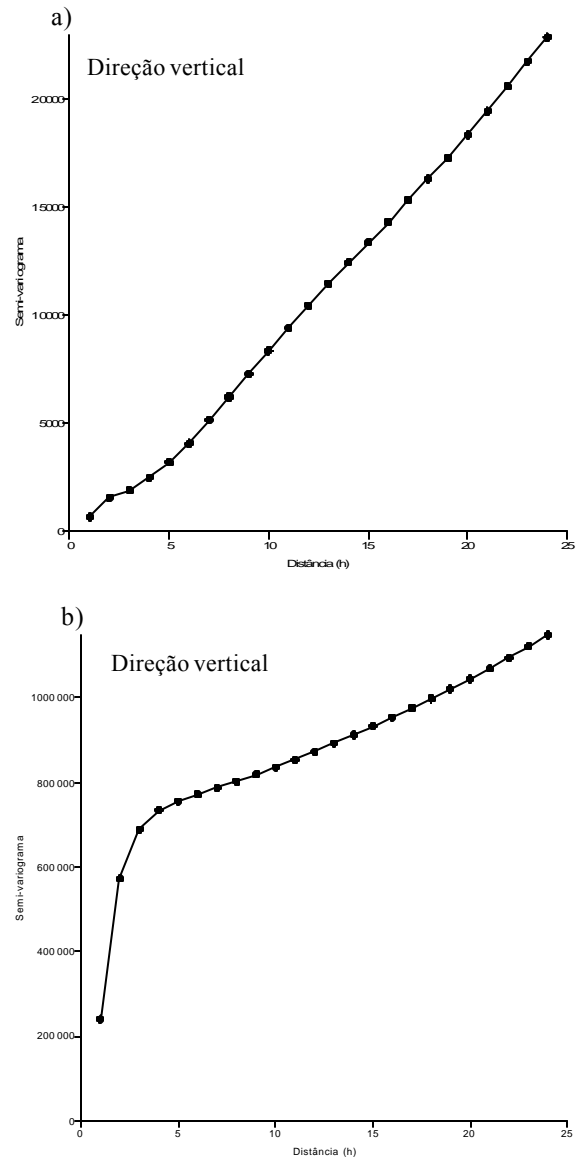 a)
Direção vertical
20000
15000
10000
5000
0
Semi-variograma
0 5 10 15 20 25
Distância (h)
b)
Direção vertical
1000 000
800 000
600 000
400 000
200 000
0
Semi-variograma
0 5 10 15 20 25
Distância (h)